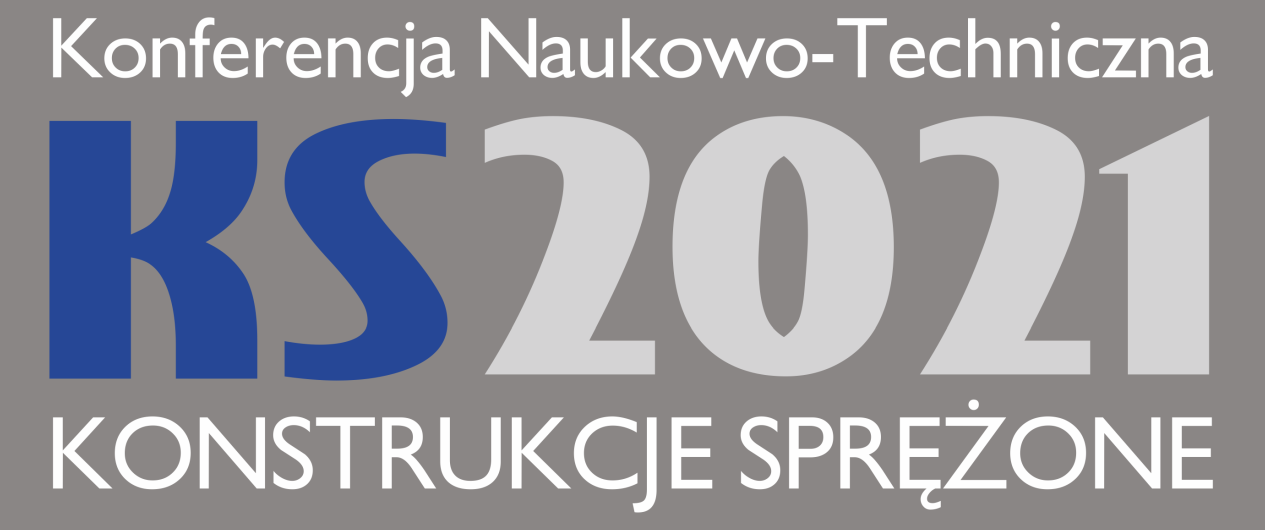 Konferencja Naukowo-Techniczna
KS2021
KONSTRUKCJE SPRĘŻONE